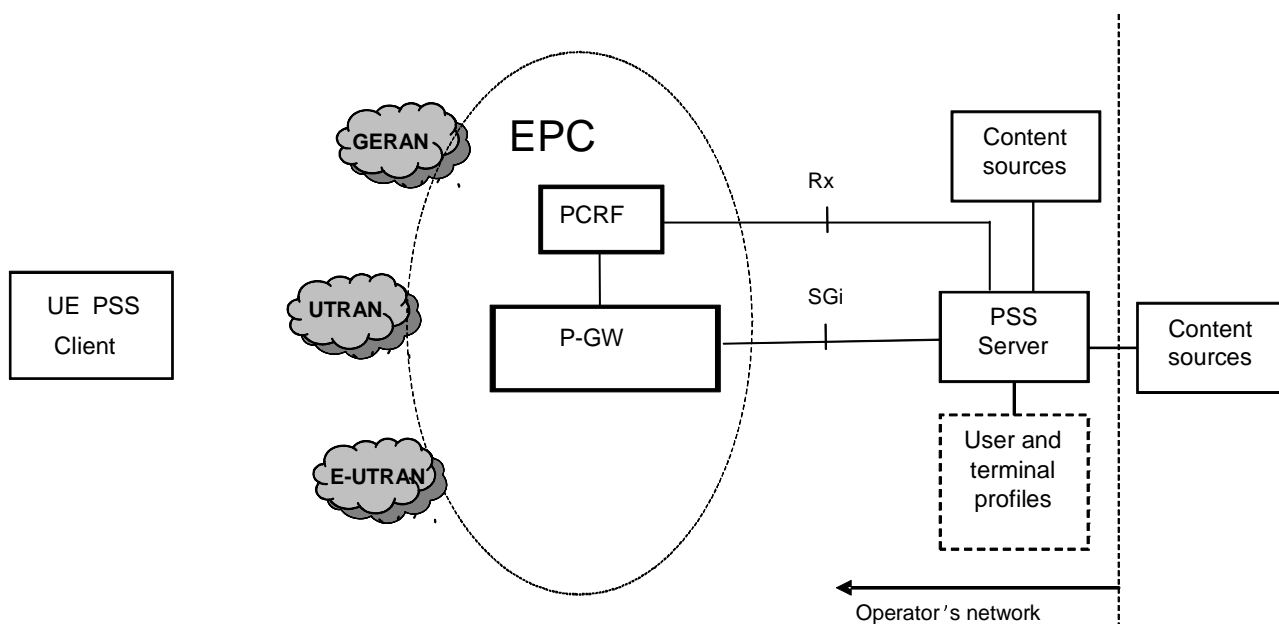 GERAN
EPC
Content
sources
Rx
PCRF
UE PSS
Client
UTRAN
SGi
P-GW
PSS
Server
Content
sources
E-UTRAN
User and
terminal
profiles
Operator's network